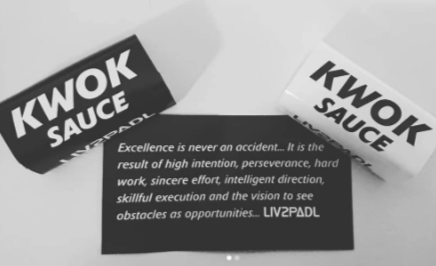 KWOK
SAUCE
LIV2PADL
KWOK
SAUCE
LIV2PADL
Excellence is never an accident... It is the
result of high intention, perseverance, hard
work, sincere effort, intelligent direction,
skillful execution and the vision to see
obstacles as opportunities... LIV2PADL